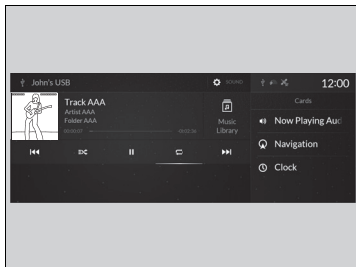 John's USB
SOUND
12:00
Track AAA
Artist AAA
Folder AAA
Music
Library
Cards
Now Playing Aud
Navigation
Clock